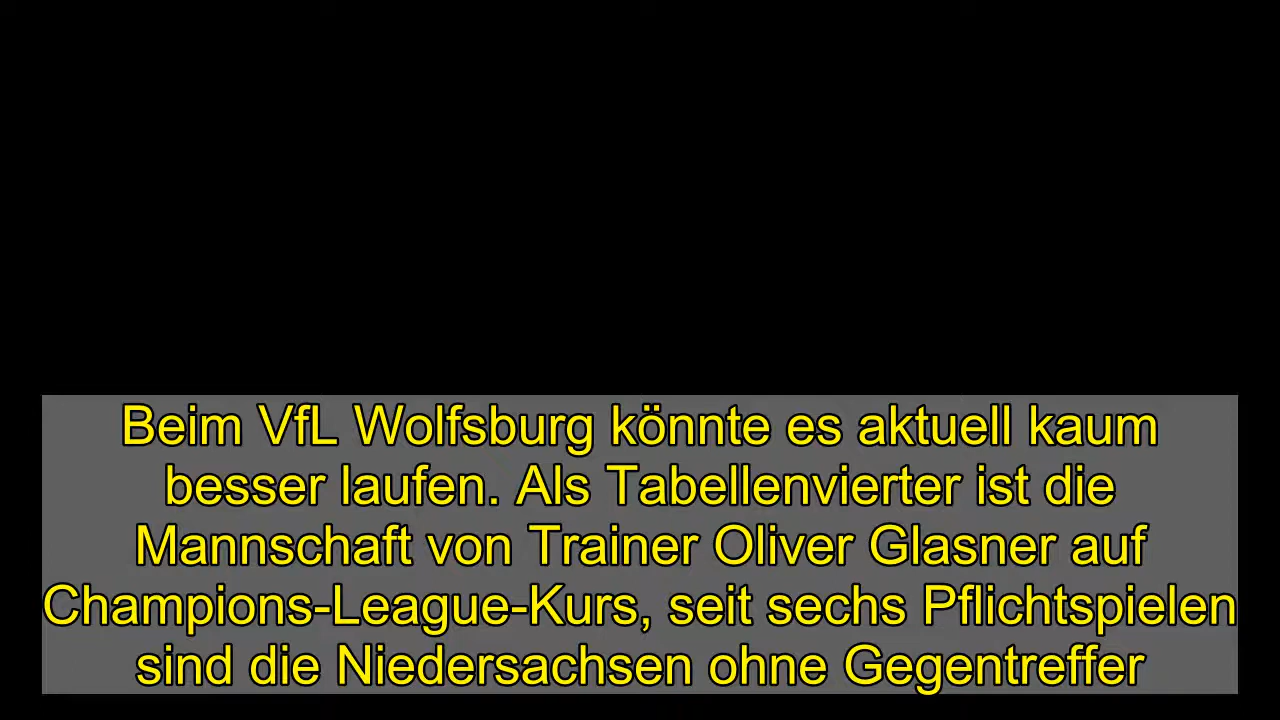 Beim VfL Wolfsburg könnte es aktuell kaum
besser laufen. Als Tabellenvierter ist die
Mannschaft von Trainer Oliver Glasner auf
Champions-League-Kurs, seit sechs Pflichtspielen
sind die Niedersachsen ohne Gegentreffer